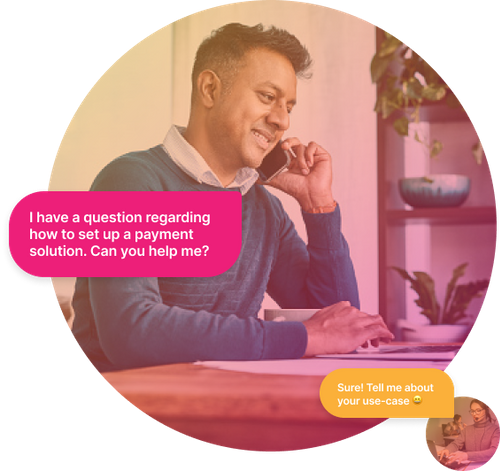 I have a question regarding
how to set up a payment
solution. Can you help me?
Sure! Tell me about
your use-case 😀